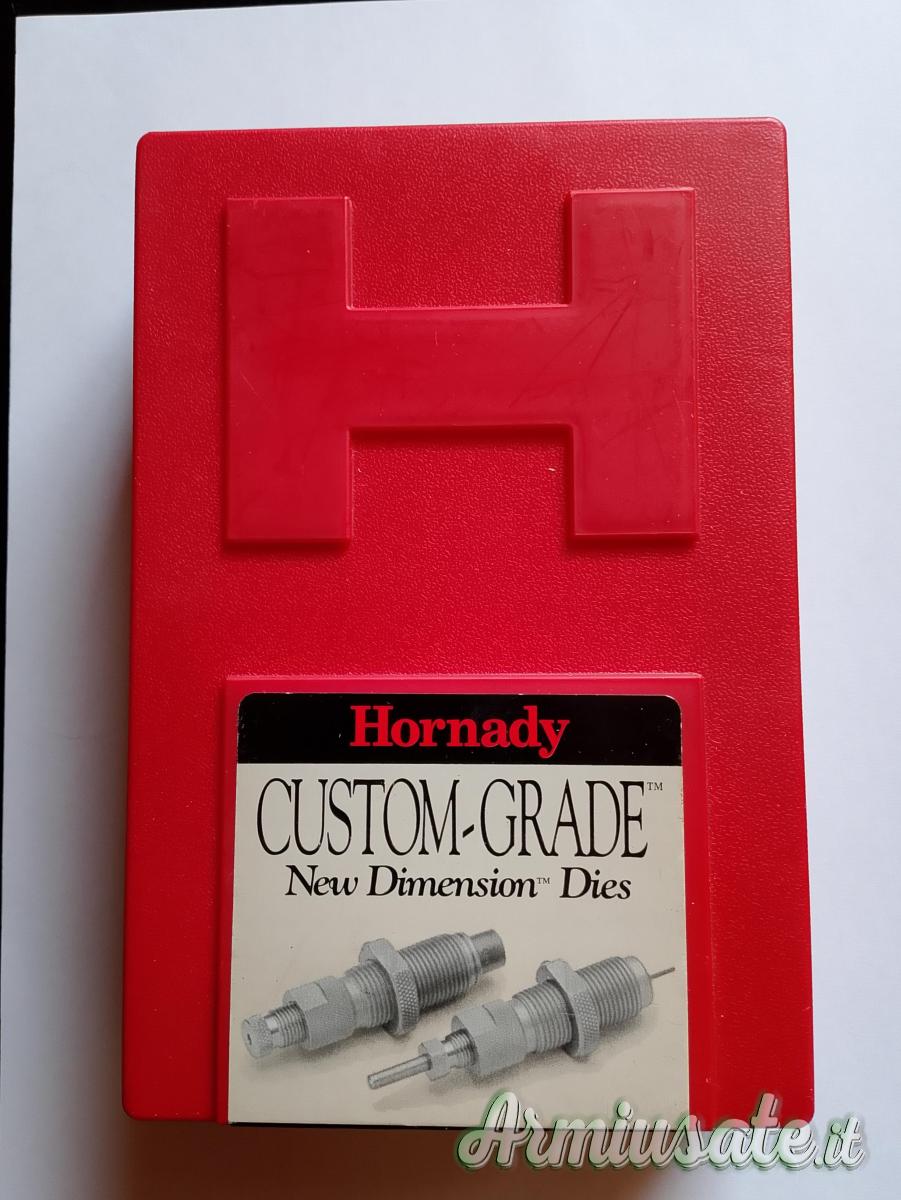 H
Hornady
CUSTOM-GRADE™
New Dimension™ Dies
Armiusate.it